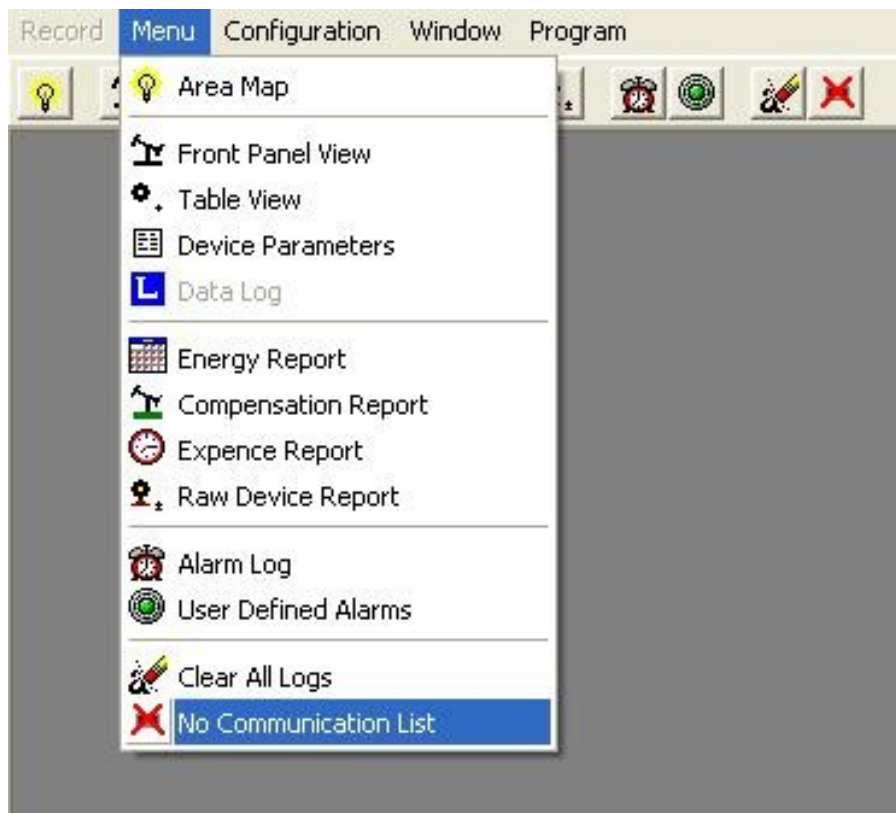 Record Menu Configuration Window Program
Area Map
Front Panel View
Table View
Device Parameters
Data Log
Energy Report
Compensation Report
Expence Report
Raw Device Report
Alarm Log
User Defined Alarms
Clear All Logs
No Communication List